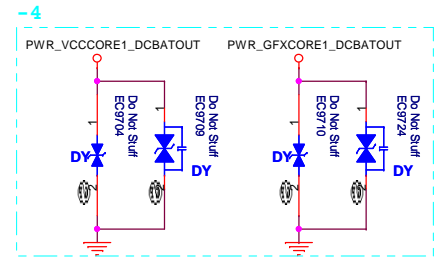 -4
PWR_VCCCORE1_DCBATOUT
PWR_GFXCORE1_DCBATOUT
1
Do Not Stuff
EC9704
DY
2
1
Do Not Stuff
EC9709
DY
2
1
Do Not Stuff
EC9710
DY
2
1
Do Not Stuff
EC9724
DY
2